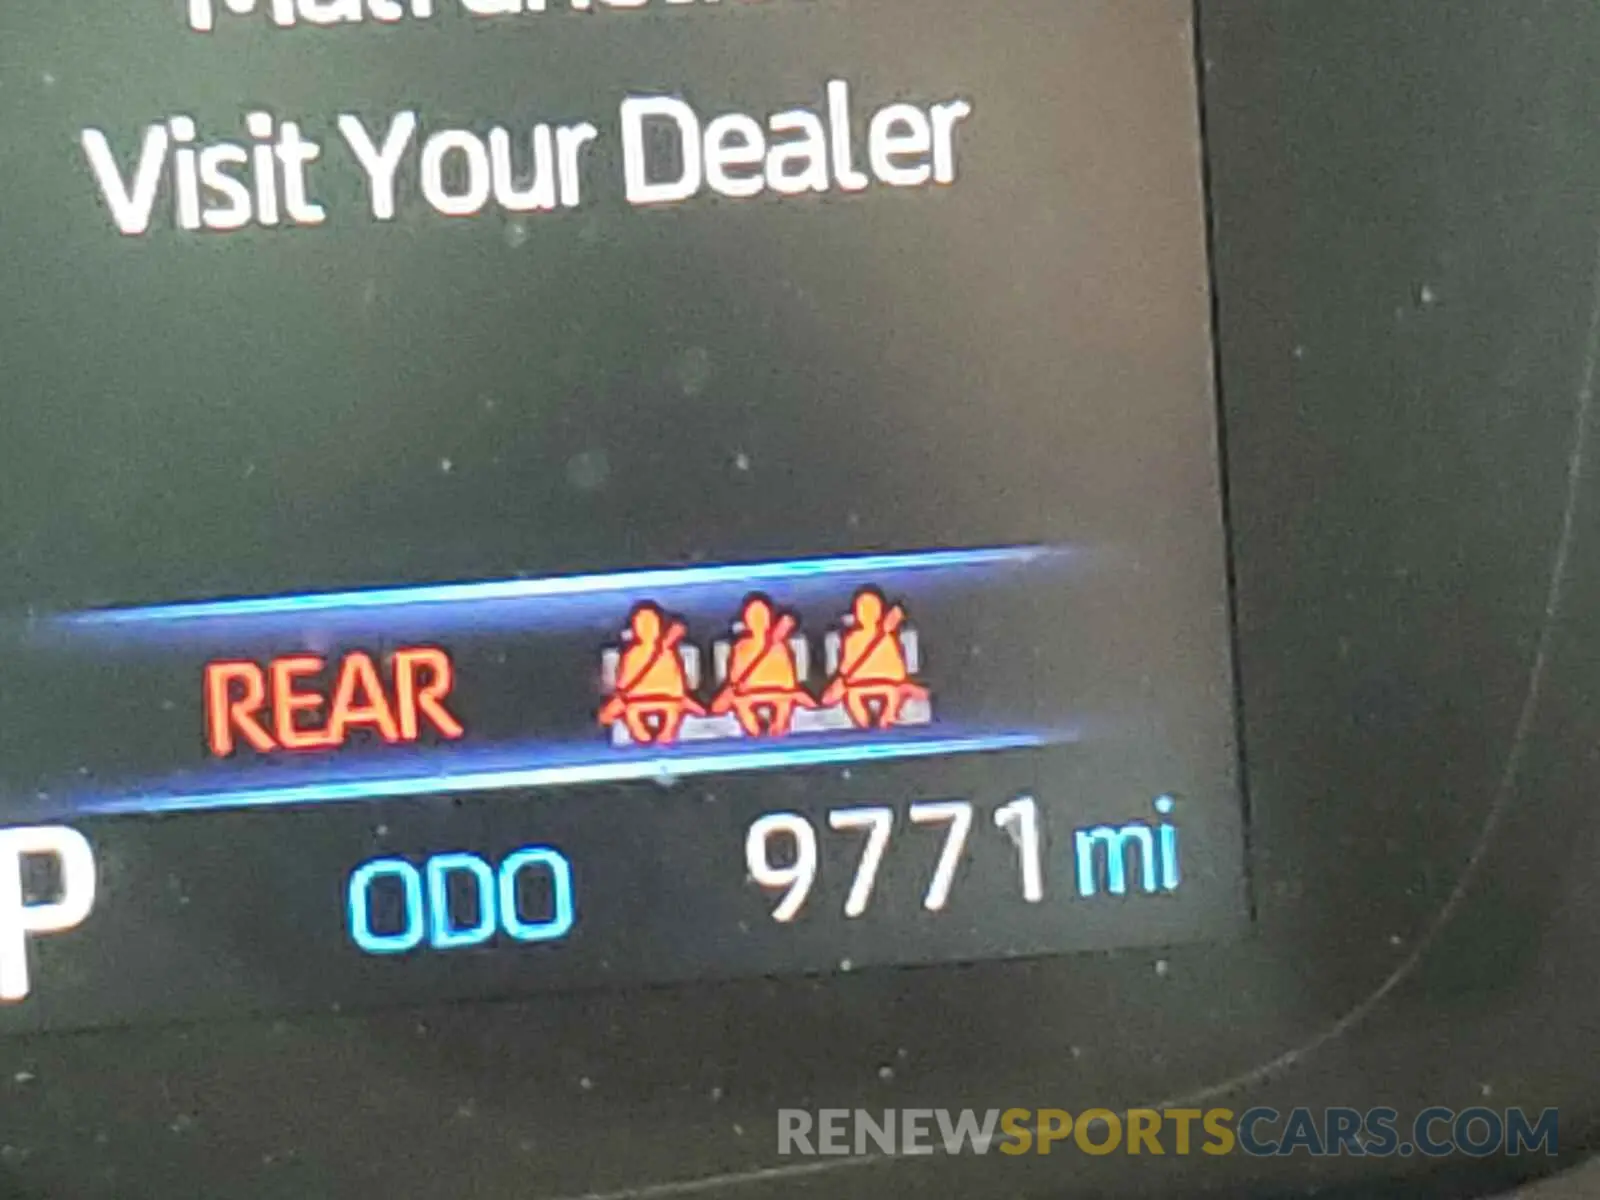 Visit Your Dealer
REAR
P ODO 9771 mi
RENEWSPORTSCARS.COM